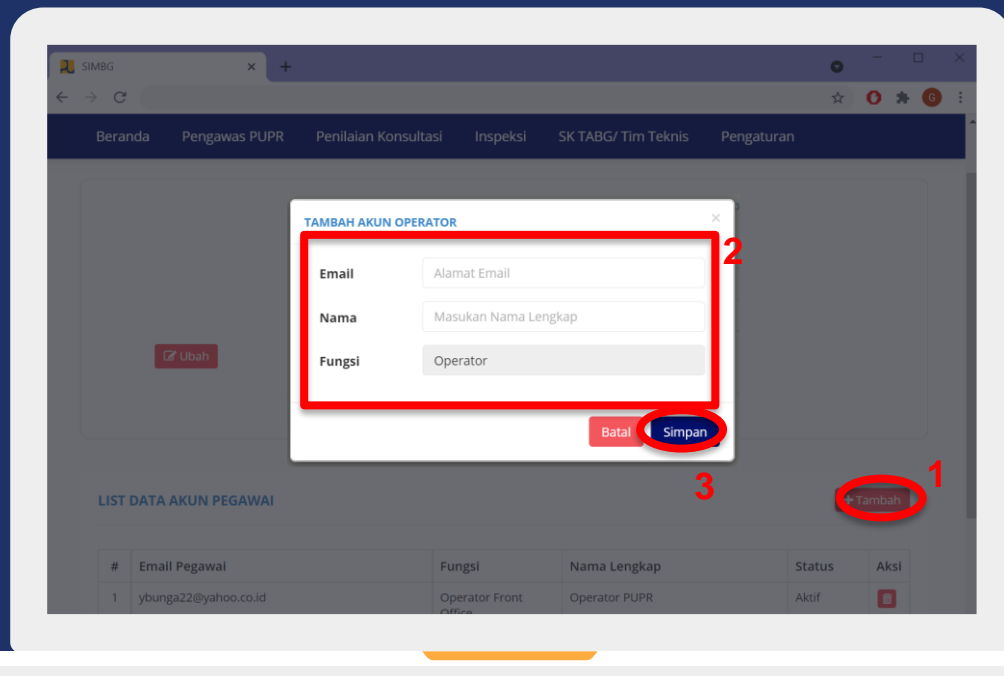 SIMBG
G
Beranda Pengawas PUPR Penilaian Konsultasi Inspeksi SK TABG/ Tim Teknis Pengaturan
TAMBAH AKUN OPERATOR
2
Email Alamat Email
Nama Masukan Nama Lengkap
Fungsi Operator
Ubah
Batal Simpan
3
1
LIST DATA AKUN PEGAWAI
+Tambah
# Email Pegawai Fungsi Nama Lengkap Status Aksi
1 ybunga22@yahoo.co.id Operator Front Operator PUPR Aktif
Office